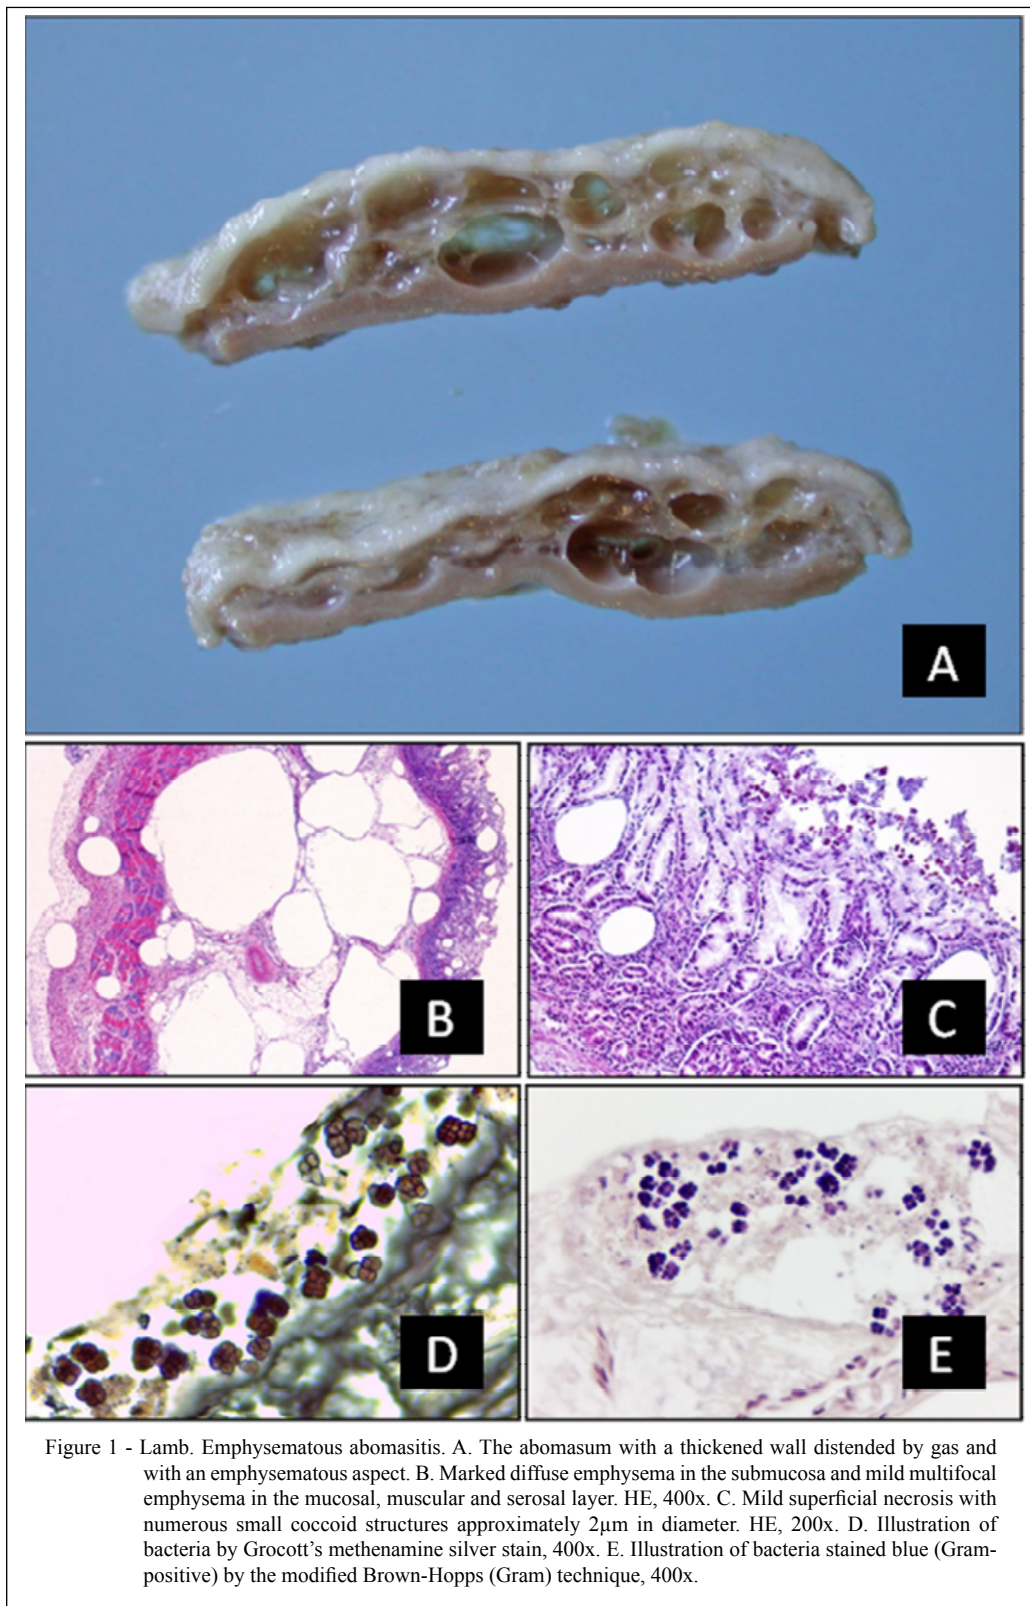 A
B
C
D
E
Figure 1 - Lamb. Emphysematous abomasitis. A. The abomasum with a thickened wall distended by gas and
with an emphysematous aspect. B. Marked diffuse emphysema in the submucosa and mild multifocal
emphysema in the mucosal, muscular and serosal layer. HE, 400x. C. Mild superficial necrosis with
numerous small coccoid structures approximately 2µm in diameter. HE, 200x. D. Illustration of
bacteria by Grocott’s methenamine silver stain, 400x. E. Illustration of bacteria stained blue (Gram-
positive) by the modified Brown-Hopps (Gram) technique, 400x.